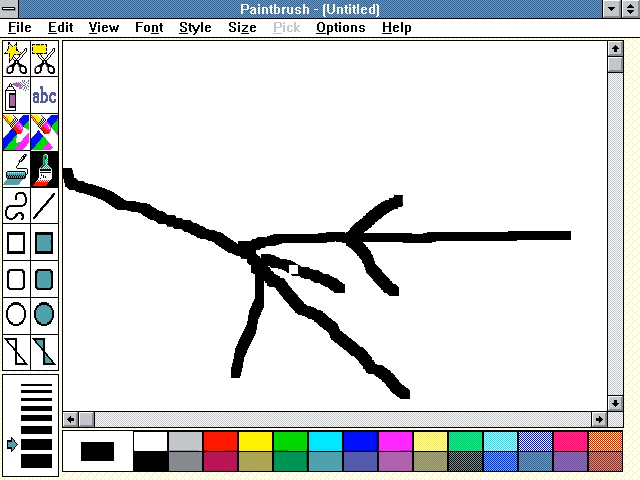 Paintbrush - [Untitled]
File Edit View Font Style Size Pick Options Help
abc